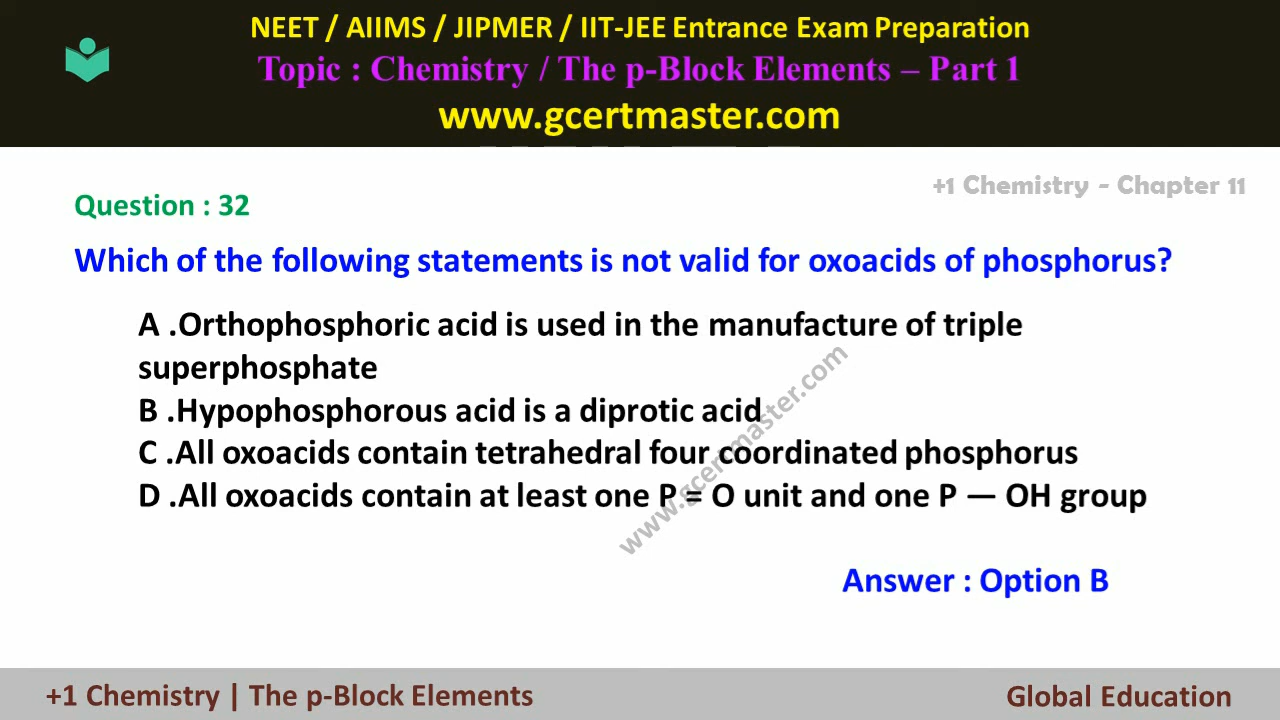 NEET / AIIMS / JIPMER / IIT-JEE Entrance Exam Preparation
Topic : Chemistry / The p-Block Elements – Part 1
www.gcertmaster.com
+1 Chemistry - Chapter 11
Question : 32
Which of the following statements is not valid for oxoacids of phosphorus?
A .Orthophosphoric acid is used in the manufacture of triple
superphosphate
B .Hypophosphorous acid is a diprotic acid
C .All oxoacids contain tetrahedral four coordinated phosphorus
D .All oxoacids contain at least one P = O unit and one P — OH group
www.gcertmaster.com
Answer : Option B
+1 Chemistry | The p-Block Elements
Global Education